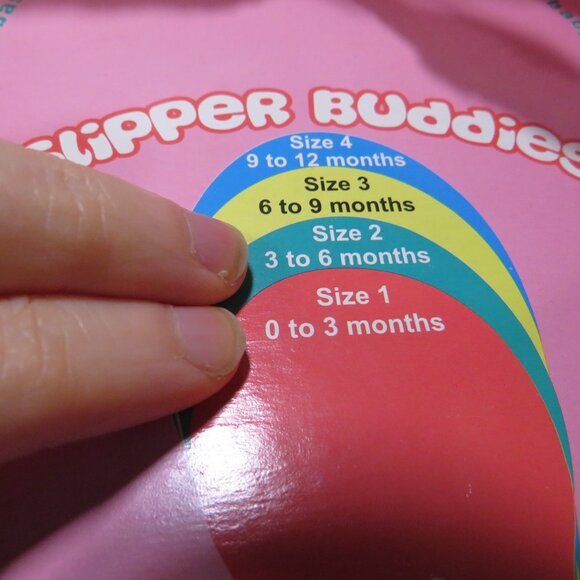 Slipper Buddies
Size 4
9 to 12 months
Size 3
6 to 9 months
Size 2
3 to 6 months
Size 1
0 to 3 months